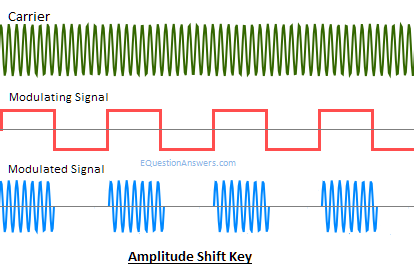 Carrier
Modulating Signal
EQuestionAnswers.com
Modulated Signal
Amplitude Shift Key